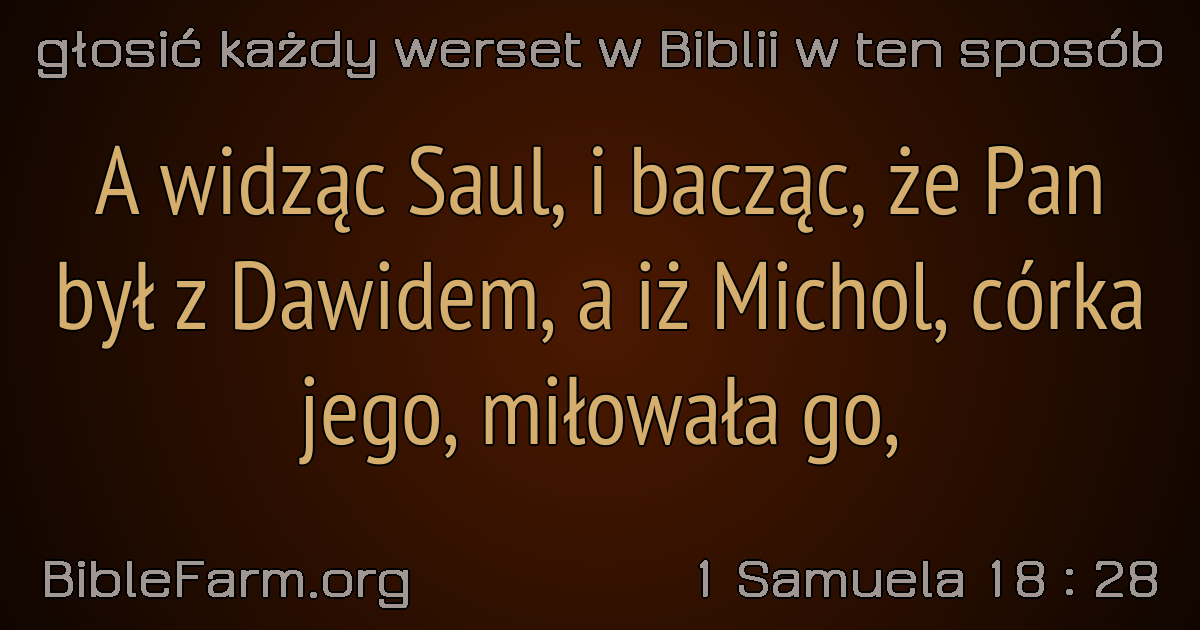 głosić każdy werset w Biblii w ten sposób
A widząc Saul, i bacząc, że Pan
był z Dawidem, a iż Michol, córka
jego, miłowała go,
BibleFarm.org
1 Samuela 18 : 28